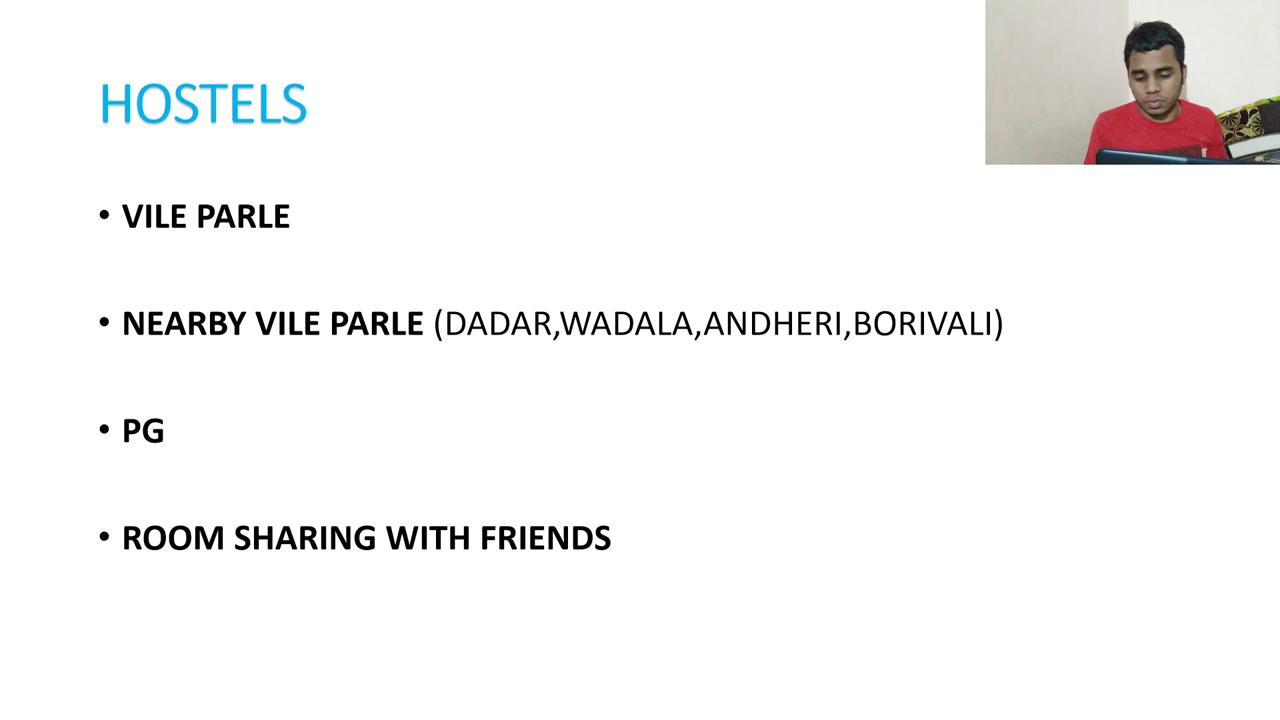 HOSTELS
• VILE PARLE
• NEARBY VILE PARLE (DADAR,WADALA,ANDHERI,BORIVALI)
• PG
• ROOM SHARING WITH FRIENDS